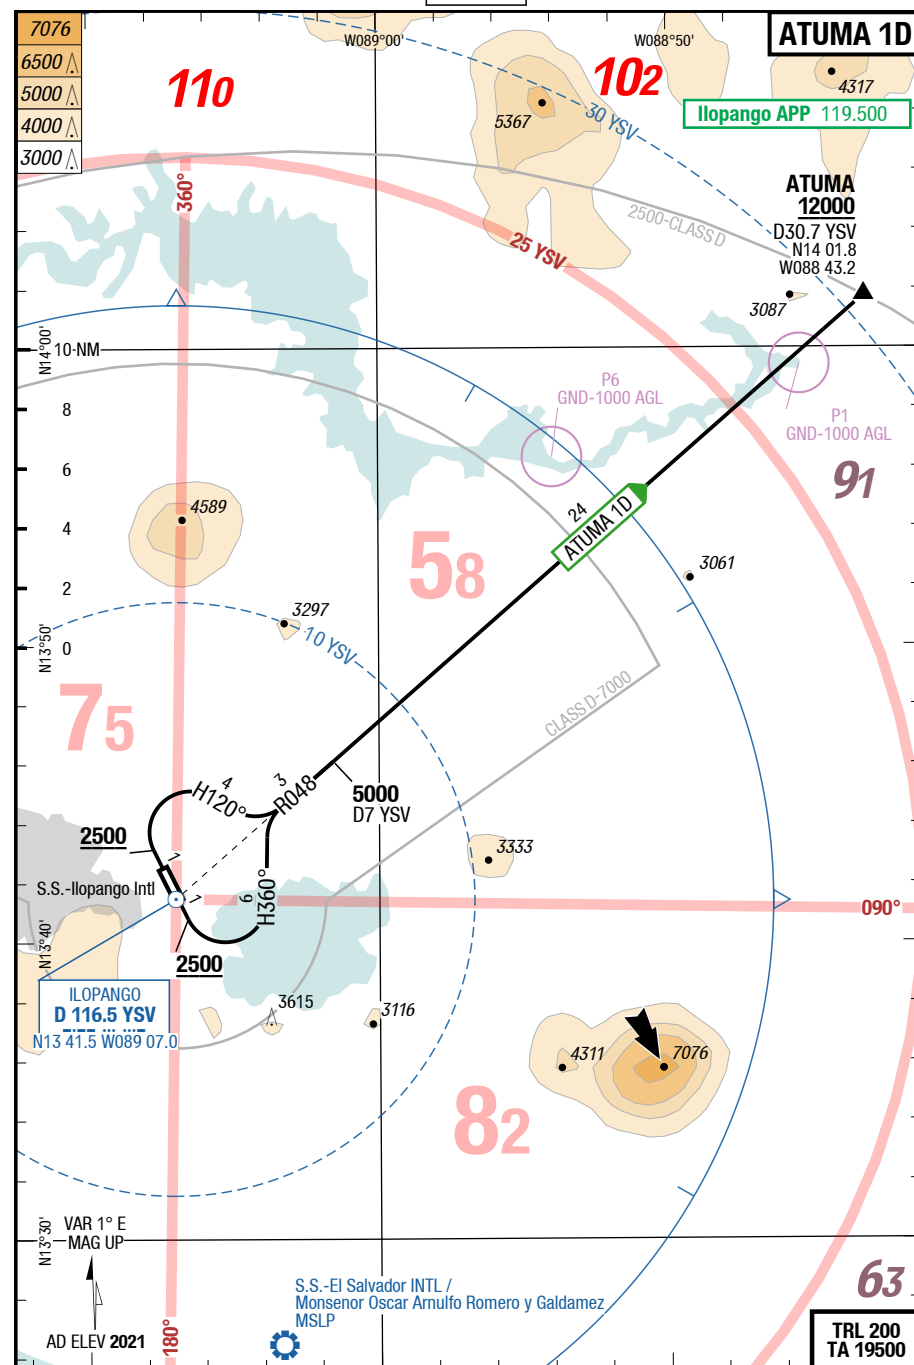 7076
6500
5000
4000
3000
110
102
W089°00'
W088°50'
ATUMA 1D
4317
Ilopango APP 119.500
5367
30 YSV
360°
2500-CLASS D
25 YSV
ATUMA
12000
D30.7 YSV
N14 01.8
W088 43.2
3087
N14°00'
10 NM
8
6
4
2
0
P6
GND-1000 AGL
P1
GND-1000 AGL
91
4589
24
ATUMA 1D
58
3061
3297
10 YSV
N13°50'
75
CLASS D-7000
4
H120°
3
R048
5000
D7 YSV
2500
1
S.S.-Ilopango Intl
1
6
H360°
3333
090°
N13°40'
2500
ILOPANGO
D 116.5 YSV
N13 41.5 W089 07.0
3615
3116
4311
7076
82
N13°30'
VAR 1° E
MAG UP
AD ELEV 2021
180°
S.S.-El Salvador INTL /
Monsenor Oscar Arnulfo Romero y Galdamez
MSLP
63
TRL 200
TA 19500